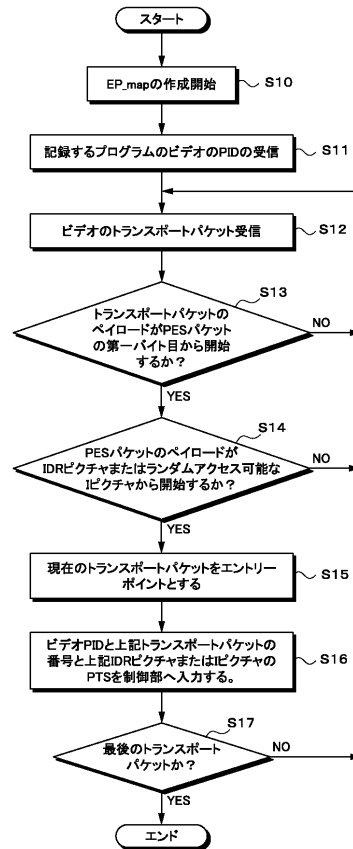 スタート
EP_mapの作成開始
S10
記録するプログラムのビデオのPIDの受信
S11
ビデオのトランスポートパケット受信
S12
S13
トランスポートパケットの
ペイロードがPESパケット
の第一バイト目から開始
するか?
NO
YES
S14
PESパケットのペイロードが
IDRピクチャまたはランダムアクセス可能な
Iピクチャから開始するか?
NO
YES
現在のトランスポートパケットをエントリー
ポイントとする
S15
ビデオPIDと上記トランスポートパケットの
番号と上記IDRピクチャまたはIピクチャの
PTSを制御部へ入力する。
S16
S17
最後のトランスポート
パケットか?
NO
YES
エンド